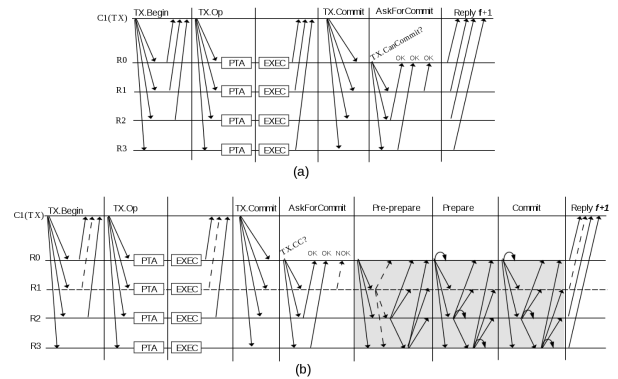 TX.Begin TX.Op TX.Commit AskForCommit Reply f+1
C1(TX)
TX.CanCommit?
OK OK OK
R0 PTA EXEC
R1 PTA EXEC
R2 PTA EXEC
R3 PTA EXEC
(a)
TX.Begin TX.Op TX.Commit AskForCommit Pre-prepare Prepare Commit Reply f+1
C1(TX)
TX.CC?
OK OK NOK
R0 PTA EXEC
R1 PTA EXEC
R2 PTA EXEC
R3 PTA EXEC
(b)